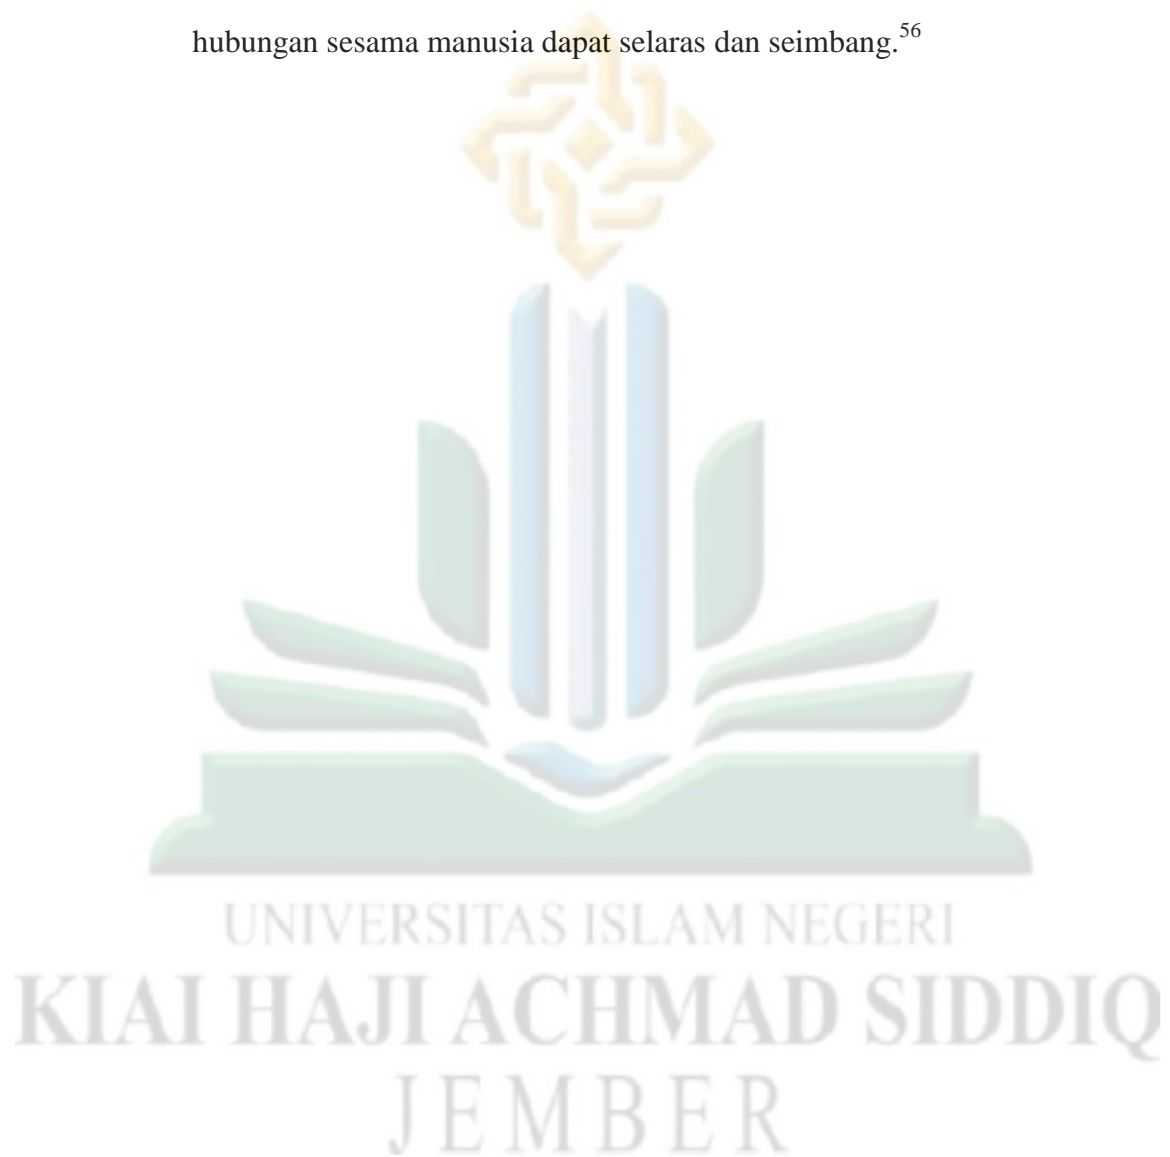 hubungan sesama manusia dapat selaras dan seimbang.56
UNIVERSITAS ISLAM NEGERI
KIAI HAJI ACHMAD SIDDIQ
JEMBER